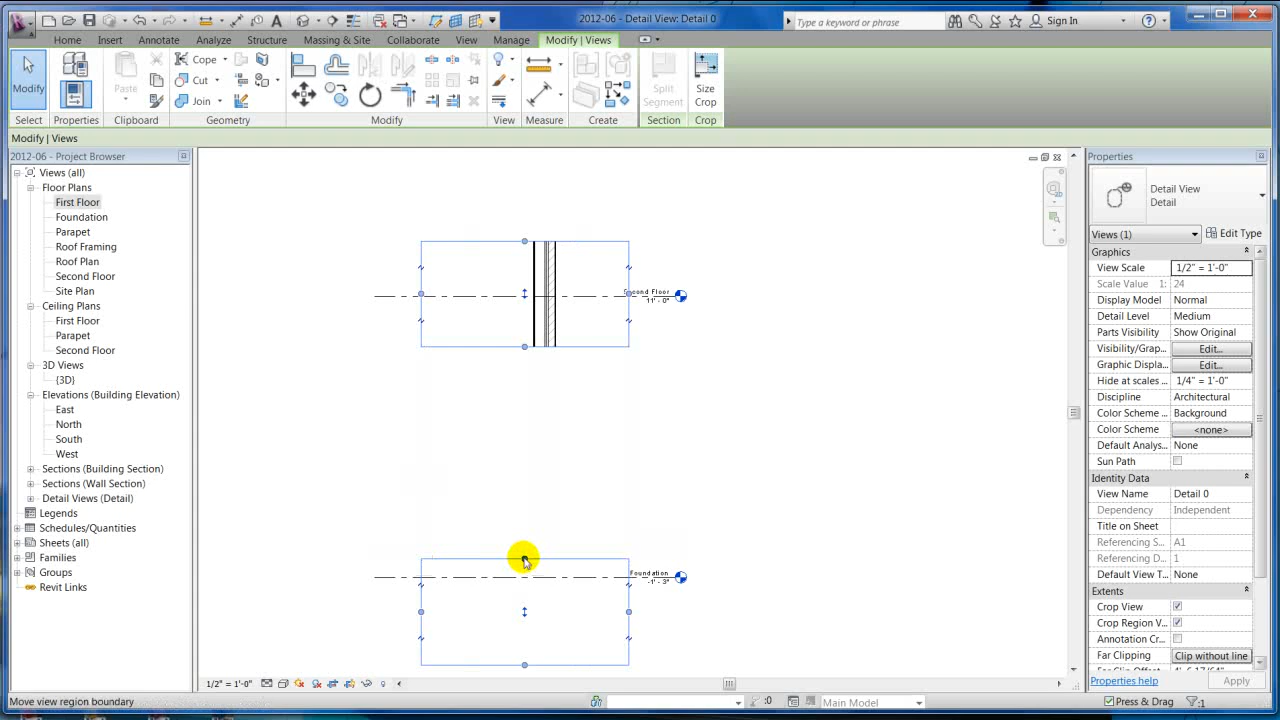 2012-06 - Detail View: Detail 0
Type a keyword or phrase
Sign In
Home Insert Annotate Analyze Structure Massing & Site Collaborate View Manage Modify | Views
Modify
Paste
Cope
Cut
Join
Split Segment
Size Crop
Select Properties Clipboard Geometry Modify View Measure Create Section Crop
Modify | Views
2012-06 - Project Browser
Views (all)
Floor Plans
First Floor
Foundation
Parapet
Roof Framing
Roof Plan
Second Floor
Site Plan
Ceiling Plans
First Floor
Parapet
Second Floor
3D Views
{3D}
Elevations (Building Elevation)
East
North
South
West
Sections (Building Section)
Sections (Wall Section)
Detail Views (Detail)
Legends
Schedules/Quantities
Sheets (all)
Families
Groups
Revit Links
Second Floor
11' - 0"
Foundation
-1' - 3"
Properties
Detail View
Detail
Views (1) Edit Type
Graphics
View Scale 1/2" = 1'-0"
Scale Value 1: 24
Display Model Normal
Detail Level Medium
Parts Visibility Show Original
Visibility/Grap... Edit...
Graphic Displa... Edit...
Hide at scales ... 1/4" = 1'-0"
Discipline Architectural
Color Scheme ... Background
Color Scheme <none>
Default Analys... None
Sun Path
Identity Data
View Name Detail 0
Dependency Independent
Title on Sheet
Referencing S... A1
Referencing D... 1
Default View T... None
Extents
Crop View
Crop Region V...
Annotation Cr...
Far Clipping Clip without line
Properties help Apply
1/2" = 1'-0"
Move view region boundary
:0
Main Model
Press & Drag
:1